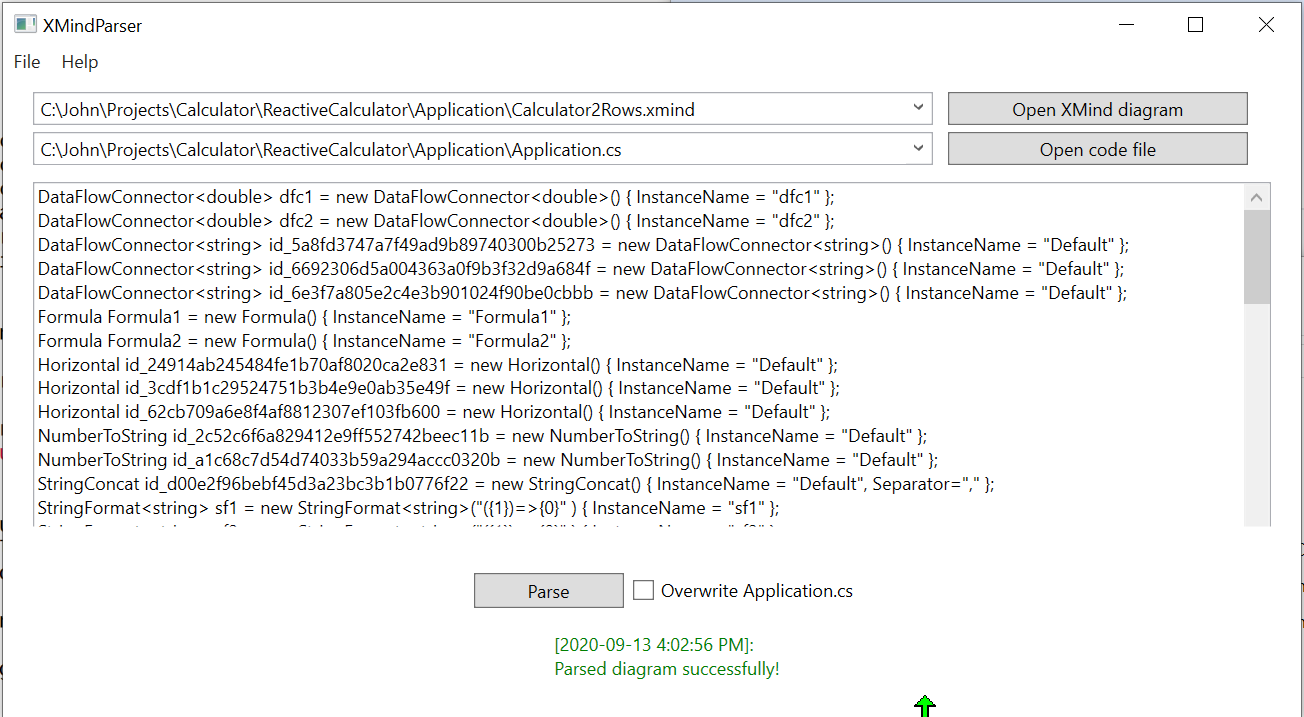 XMindParser
File Help
C:\John\Projects\Calculator\ReactiveCalculator\Application\Calculator2Rows.xmind
Open XMind diagram
C:\John\Projects\Calculator\ReactiveCalculator\Application\Application.cs
Open code file
DataFlowConnector<double> dfc1 = new DataFlowConnector<double>() { InstanceName = "dfc1" };
DataFlowConnector<double> dfc2 = new DataFlowConnector<double>() { InstanceName = "dfc2" };
DataFlowConnector<string> id_5a8fd3747a7f49ad9b89740300b25273 = new DataFlowConnector<string>() { InstanceName = "Default" };
DataFlowConnector<string> id_6692306d5a004363a0f9b3f32d9a684f = new DataFlowConnector<string>() { InstanceName = "Default" };
DataFlowConnector<string> id_6e3f7a805e2c4e3b901024f90be0cbbb = new DataFlowConnector<string>() { InstanceName = "Default" };
Formula Formula1 = new Formula() { InstanceName = "Formula1" };
Formula Formula2 = new Formula() { InstanceName = "Formula2" };
Horizontal id_24914ab245484fe1b70af8020ca2e831 = new Horizontal() { InstanceName = "Default" };
Horizontal id_3cdf1b1c29524751b3b4e9e0ab35e49f = new Horizontal() { InstanceName = "Default" };
Horizontal id_62cb709a6e8f4af8812307ef103fb600 = new Horizontal() { InstanceName = "Default" };
NumberToString id_2c52c6f6a829412e9ff552742beec11b = new NumberToString() { InstanceName = "Default" };
NumberToString id_a1c68c7d54d74033b59a294accc0320b = new NumberToString() { InstanceName = "Default" };
StringConcat id_d00e2f96bebf45d3a23bc3b1b0776f22 = new StringConcat() { InstanceName = "Default", Separator="," };
StringFormat<string> sf1 = new StringFormat<string>("({1})=>{0}" ) { InstanceName = "sf1" };
Parse
Overwrite Application.cs
[2020-09-13 4:02:56 PM]:
Parsed diagram successfully!